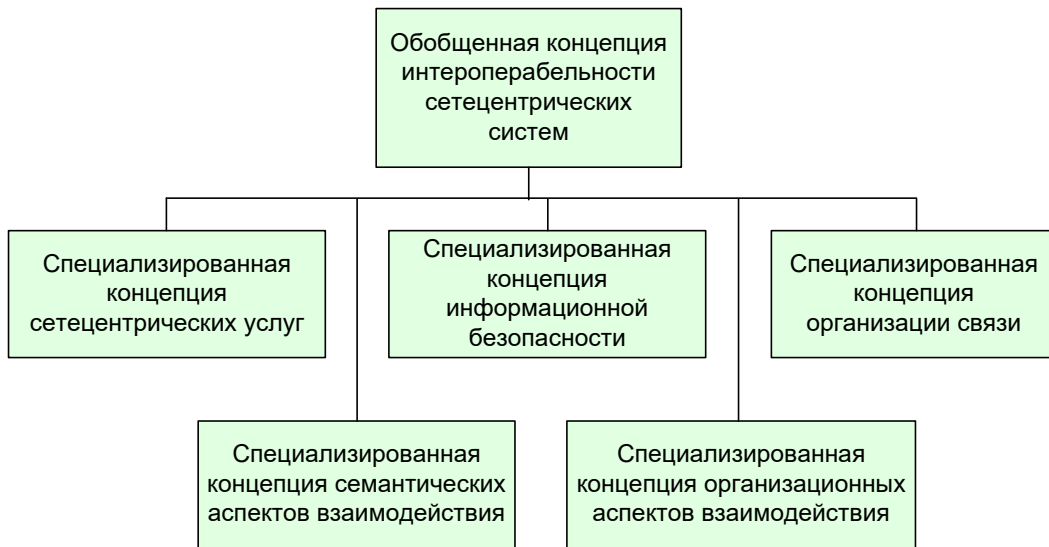 Обобщенная концепция
интероперабельности
сетецентрических
систем
Специализированная
концепция
сетецентрических услуг
Специализированная
концепция
информационной
безопасности
Специализированная
концепция
организации связи
Специализированная
концепция семантических
аспектов взаимодействия
Специализированная
концепция организационных
аспектов взаимодействия